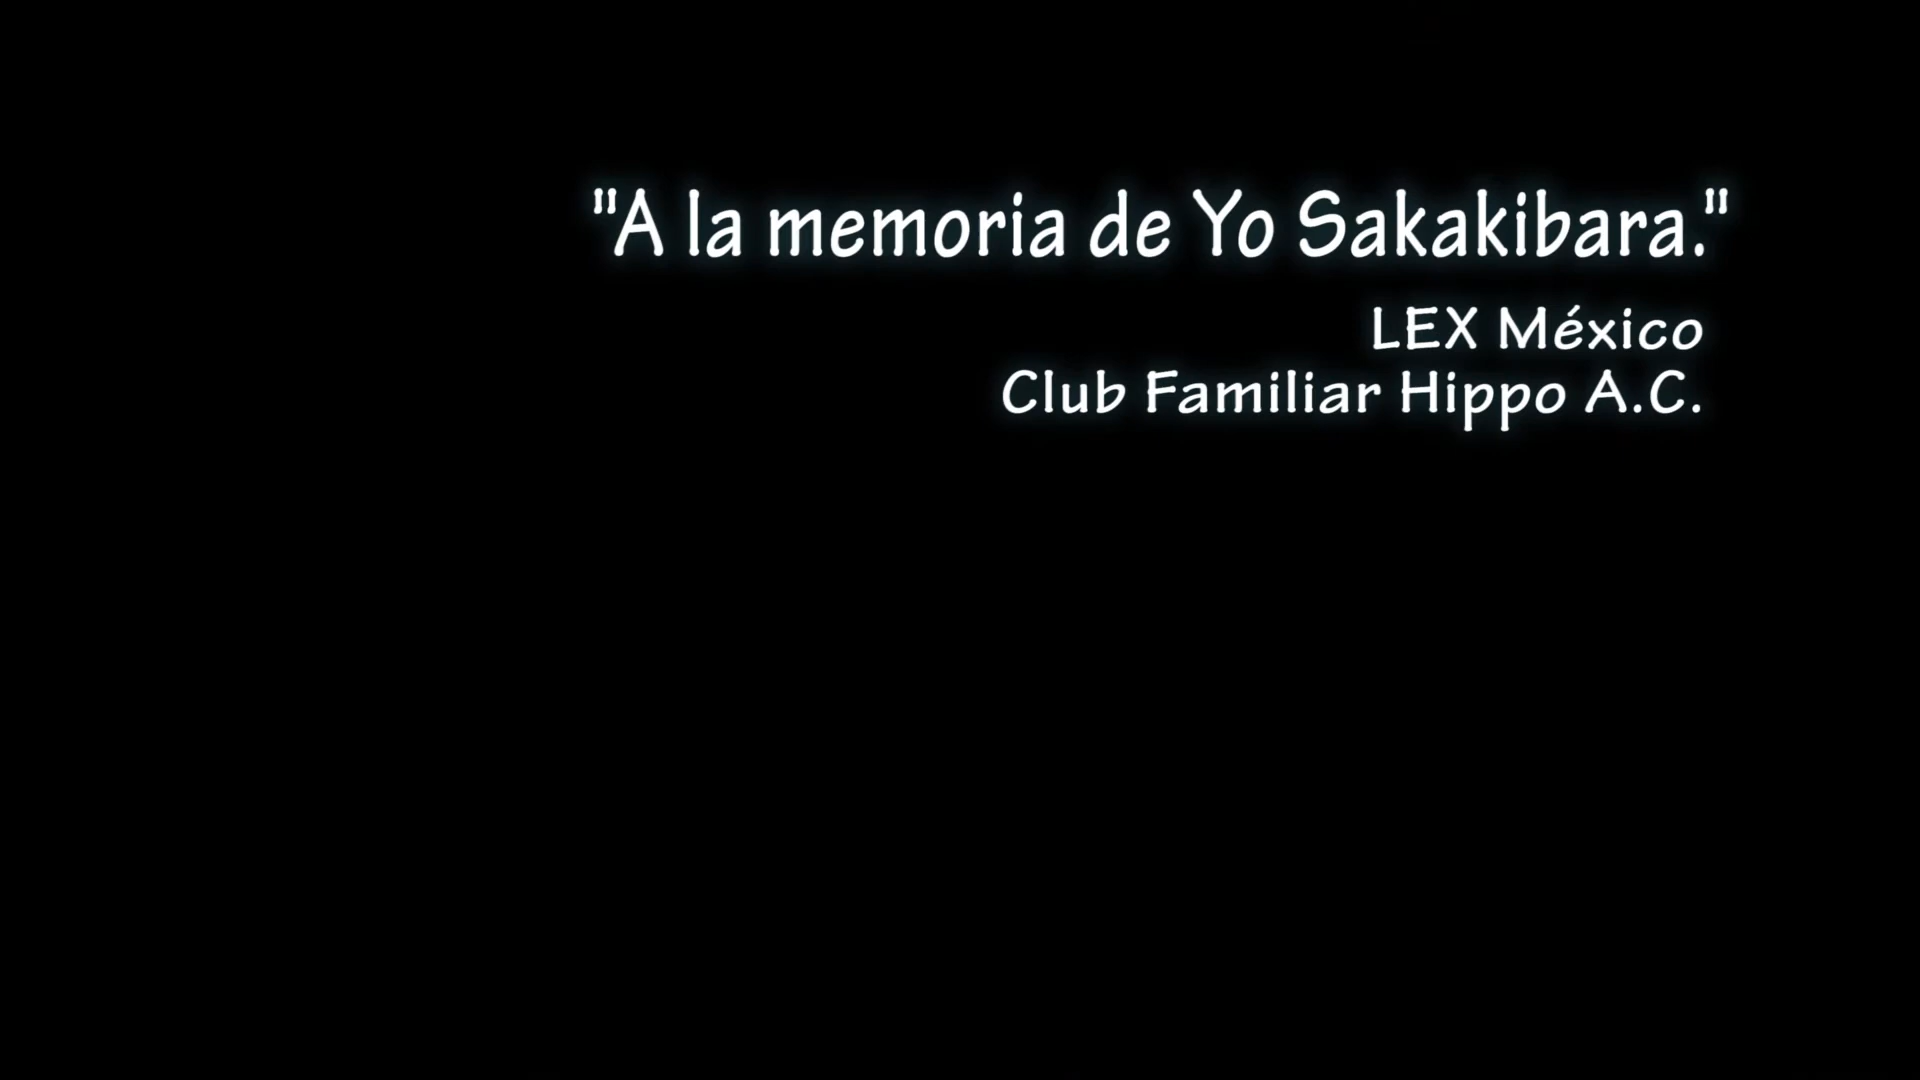 "A la memoria de Yo Sakakibara."
LEX México
Club Familiar Hippo A.C.